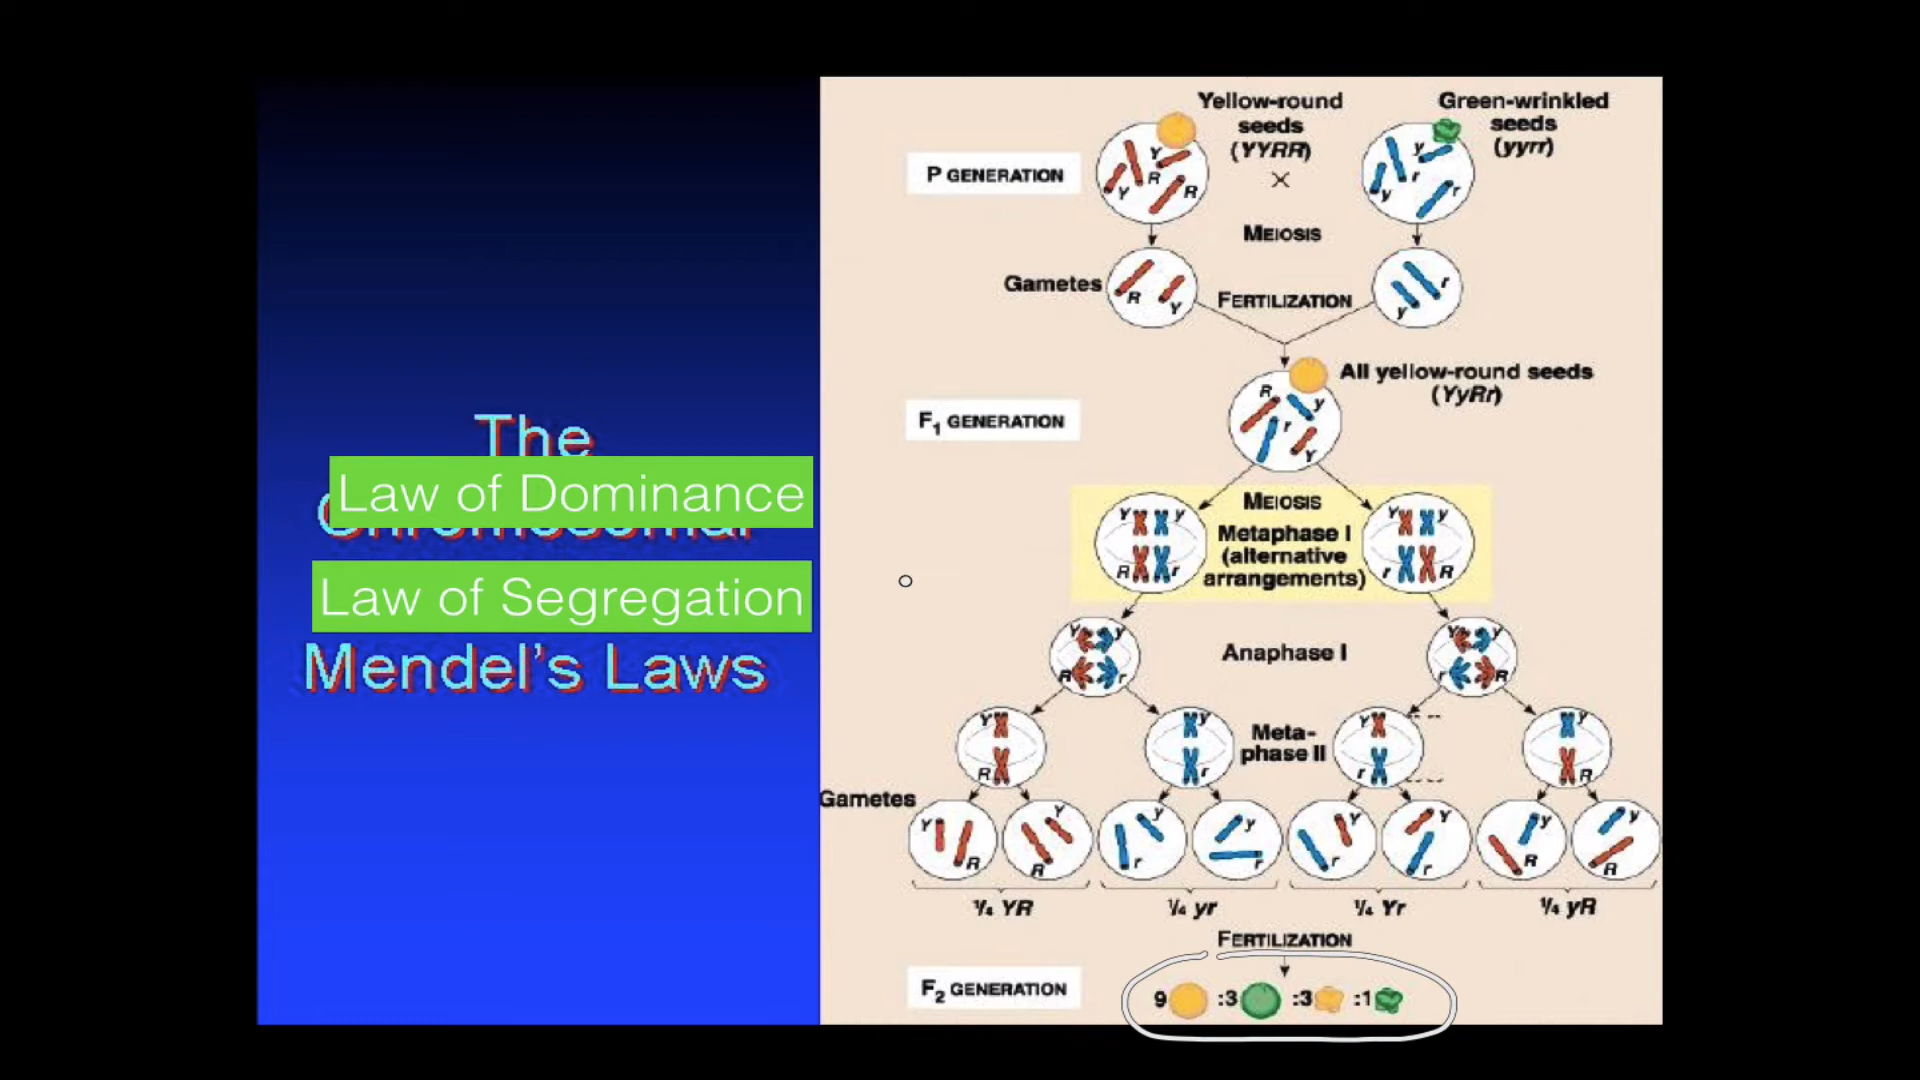 The
Law of Dominance
Chromosomal
Law of Segregation
Mendel's Laws
Yellow-round
seeds
(YYRR)
Green-wrinkled
seeds
(yyrr)
P GENERATION
Y
R
Y
R
×
y
r
y
r
MEIOSIS
Gametes
R
Y
FERTILIZATION
r
y
All yellow-round seeds
(YyRr)
F1 GENERATION
R
y
r
Y
MEIOSIS
Metaphase I
(alternative
arrangements)
Y y
R r
Y y
r R
Anaphase I
Y y
R r
Y y
r R
Meta-
phase II
Y
R
y
r
Y
r
y
R
Gametes
Y
R
Y
R
y
r
y
r
Y
r
Y
r
y
R
y
R
1/4 YR
1/4 yr
1/4 Yr
1/4 yR
FERTILIZATION
F2 GENERATION
9 :3 :3 :1